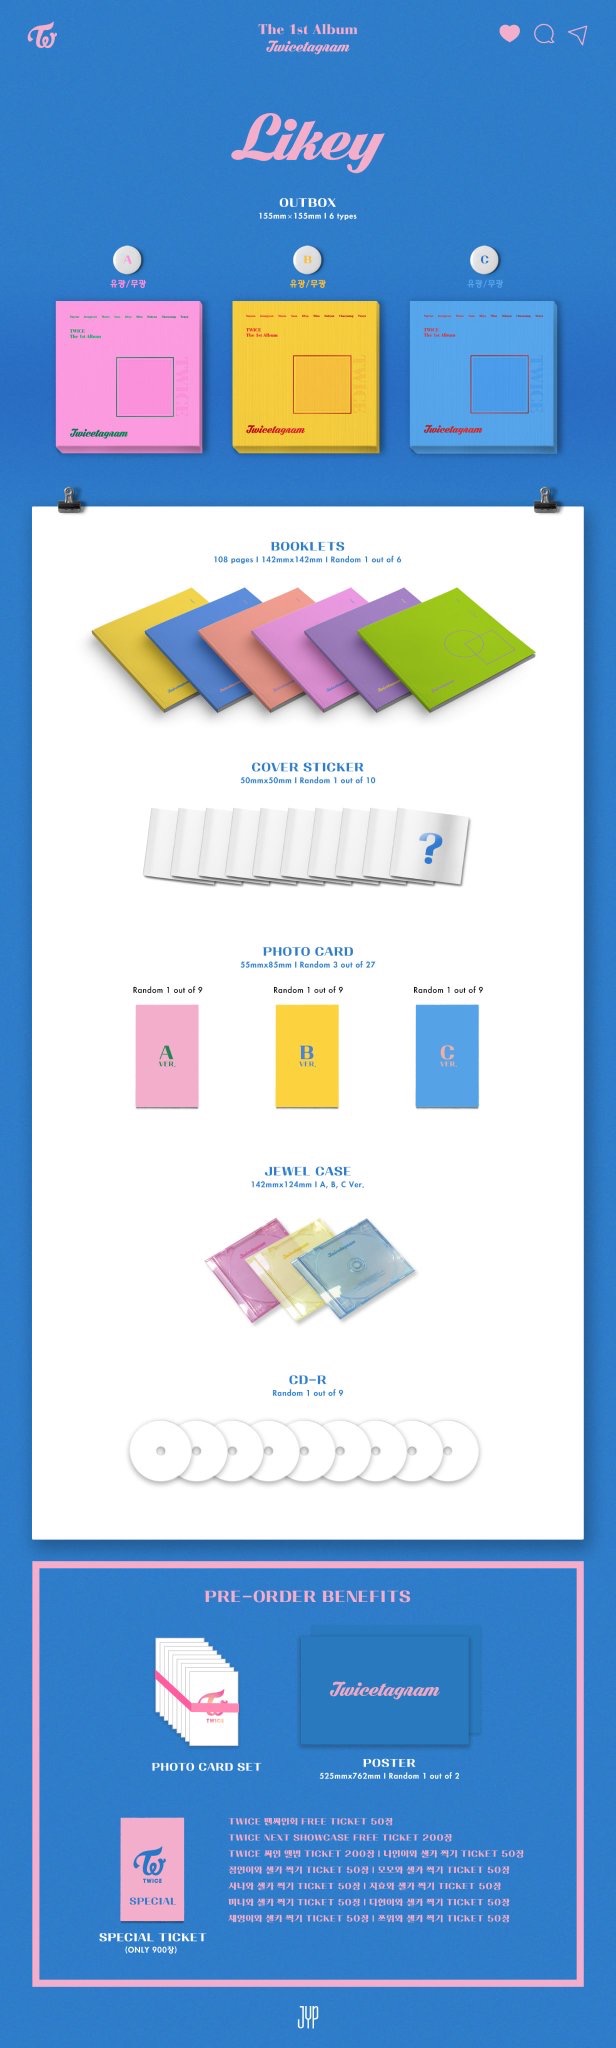 The 1st Album
Twicetagram
Likey
OUTBOX
155mm×155mm I 6 types
A
B
C
유광/무광
유광/무광
유광/무광
TWICE
The 1st Album
TWICE
Twicetagram
TWICE
The 1st Album
TWICE
Twicetagram
TWICE
The 1st Album
TWICE
Twicetagram
BOOKLETS
108 pages I 142mmx142mm I Random 1 out of 6
COVER STICKER
50mmx50mm I Random 1 out of 10
?
PHOTO CARD
55mmx85mm I Random 3 out of 27
Random 1 out of 9
Random 1 out of 9
Random 1 out of 9
A
VER.
B
VER.
C
VER.
JEWEL CASE
142mmx124mm I A, B, C Ver.
Twicetagram
CD-R
Random 1 out of 9
PRE-ORDER BENEFITS
TWICE
Twicetagram
PHOTO CARD SET
POSTER
525mmx762mm I Random 1 out of 2
TWICE
SPECIAL
SPECIAL TICKET
(ONLY 900장)
TWICE 팬싸인회 FREE TICKET 50장
TWICE NEXT SHOWCASE FREE TICKET 200장
TWICE 싸인 앨범 TICKET 200장 | 나연이와 셀카 찍기 TICKET 50장
정연이와 셀카 찍기 TICKET 50장 | 모모와 셀카 찍기 TICKET 50장
사나와 셀카 찍기 TICKET 50장 | 지효와 셀카 찍기 TICKET 50장
미나와 셀카 찍기 TICKET 50장 | 다현이와 셀카 찍기 TICKET 50장
채영이와 셀카 찍기 TICKET 50장 | 쯔위와 셀카 찍기 TICKET 50장
JYP